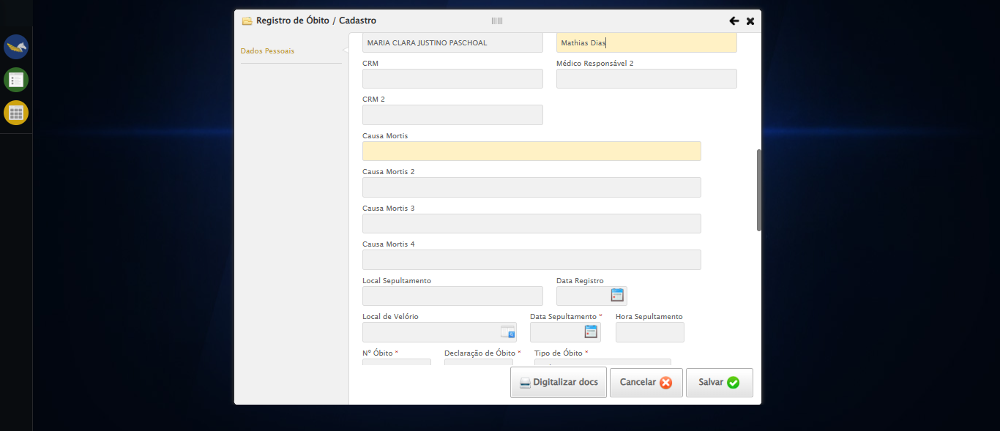 Registro de Óbito / Cadastro
Dados Pessoais
MARIA CLARA JUSTINO PASCHOAL
Mathias Dias
CRM
Médico Responsável 2
CRM 2
Causa Mortis
Causa Mortis 2
Causa Mortis 3
Causa Mortis 4
Local Sepultamento
Data Registro
Local de Velório
Data Sepultamento *
Hora Sepultamento
Nº Óbito *
Declaração de Óbito *
Tipo de Óbito *
Digitalizar docs
Cancelar
Salvar